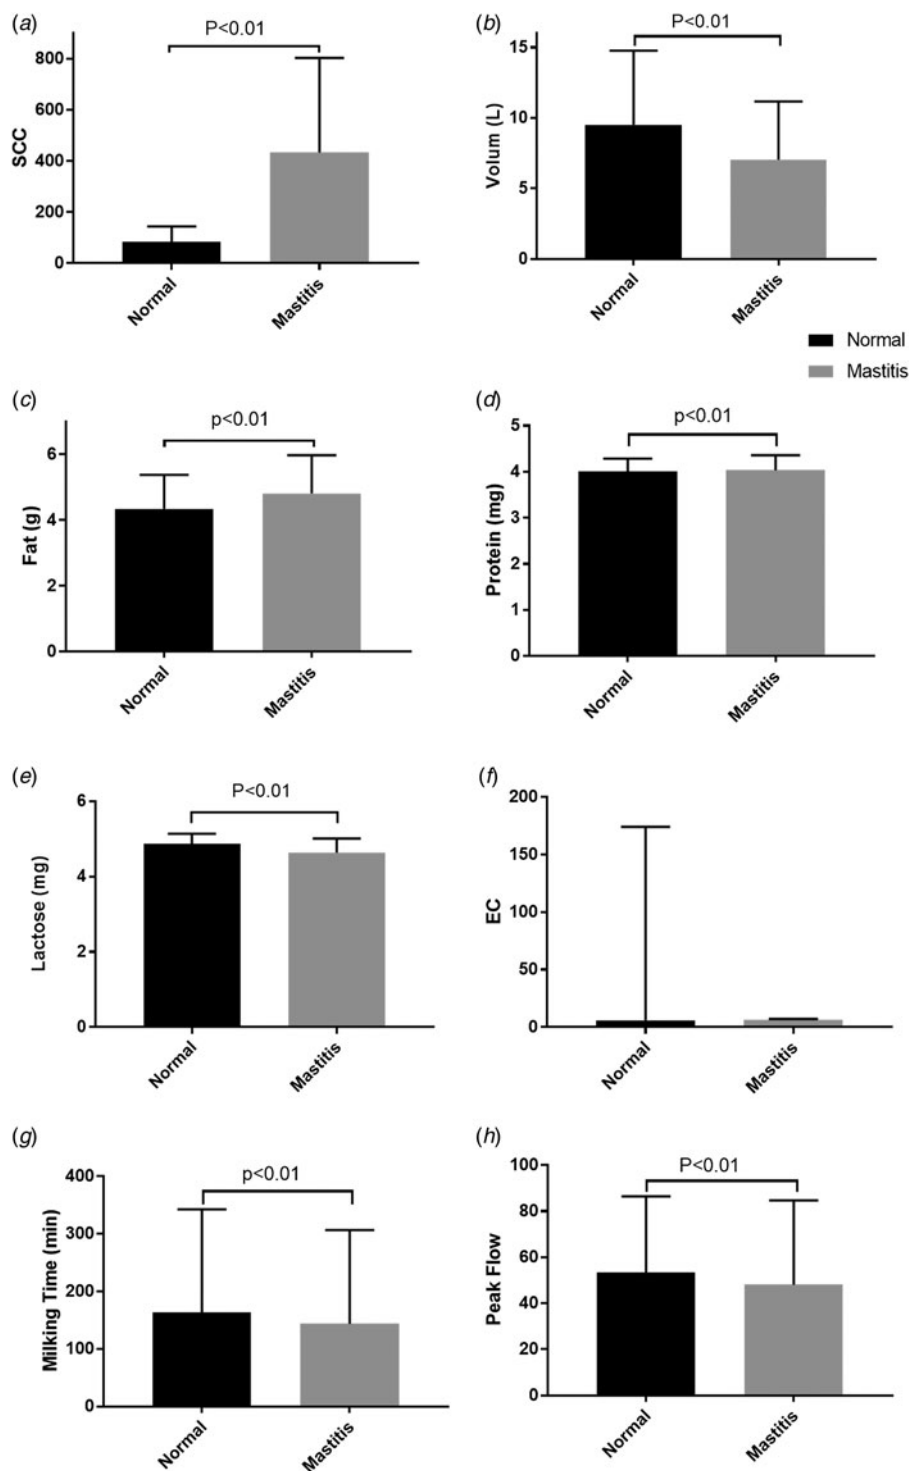 (a)
P<0.01
800
600
400
200
0
SCC
Normal
Mastitis
(b)
P<0.01
15
10
5
0
Volum (L)
Normal
Mastitis
Normal
Mastitis
(c)
p<0.01
6
4
2
0
Fat (g)
Normal
Mastitis
(d)
p<0.01
5
4
3
2
1
0
Protein (mg)
Normal
Mastitis
(e)
P<0.01
6
4
2
0
Lactose (mg)
Normal
Mastitis
(f)
200
150
100
50
0
EC
Normal
Mastitis
(g)
p<0.01
400
300
200
100
0
Milking Time (min)
Normal
Mastitis
(h)
P<0.01
100
80
60
40
20
0
Peak Flow
Normal
Mastitis